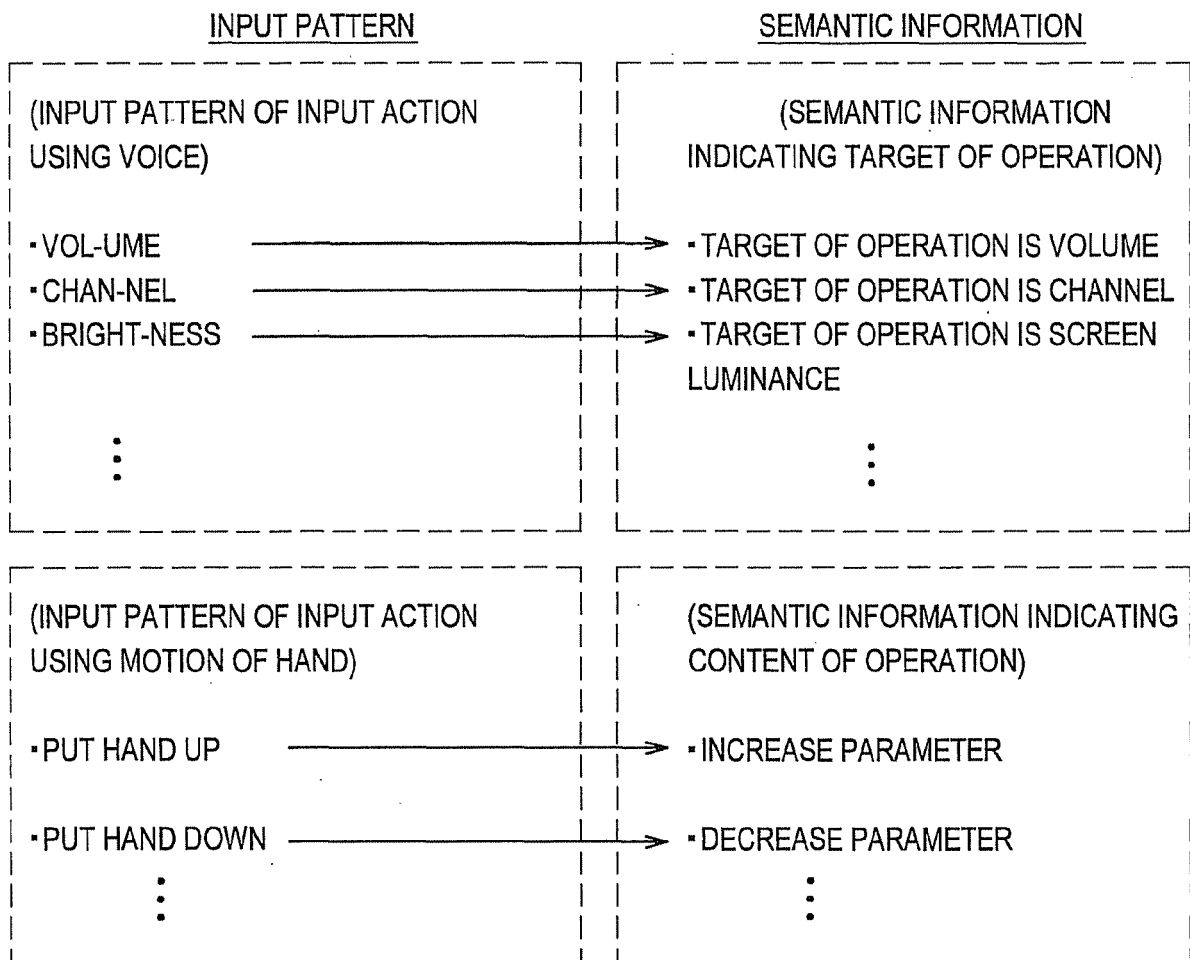 INPUT PATTERN
SEMANTIC INFORMATION
(INPUT PATTERN OF INPUT ACTION
USING VOICE)
(SEMANTIC INFORMATION
INDICATING TARGET OF OPERATION)
▪VOL-UME
▪TARGET OF OPERATION IS VOLUME
▪CHAN-NEL
▪TARGET OF OPERATION IS CHANNEL
▪BRIGHT-NESS
▪TARGET OF OPERATION IS SCREEN
LUMINANCE
(INPUT PATTERN OF INPUT ACTION
USING MOTION OF HAND)
(SEMANTIC INFORMATION INDICATING
CONTENT OF OPERATION)
▪PUT HAND UP
▪INCREASE PARAMETER
▪PUT HAND DOWN
▪DECREASE PARAMETER